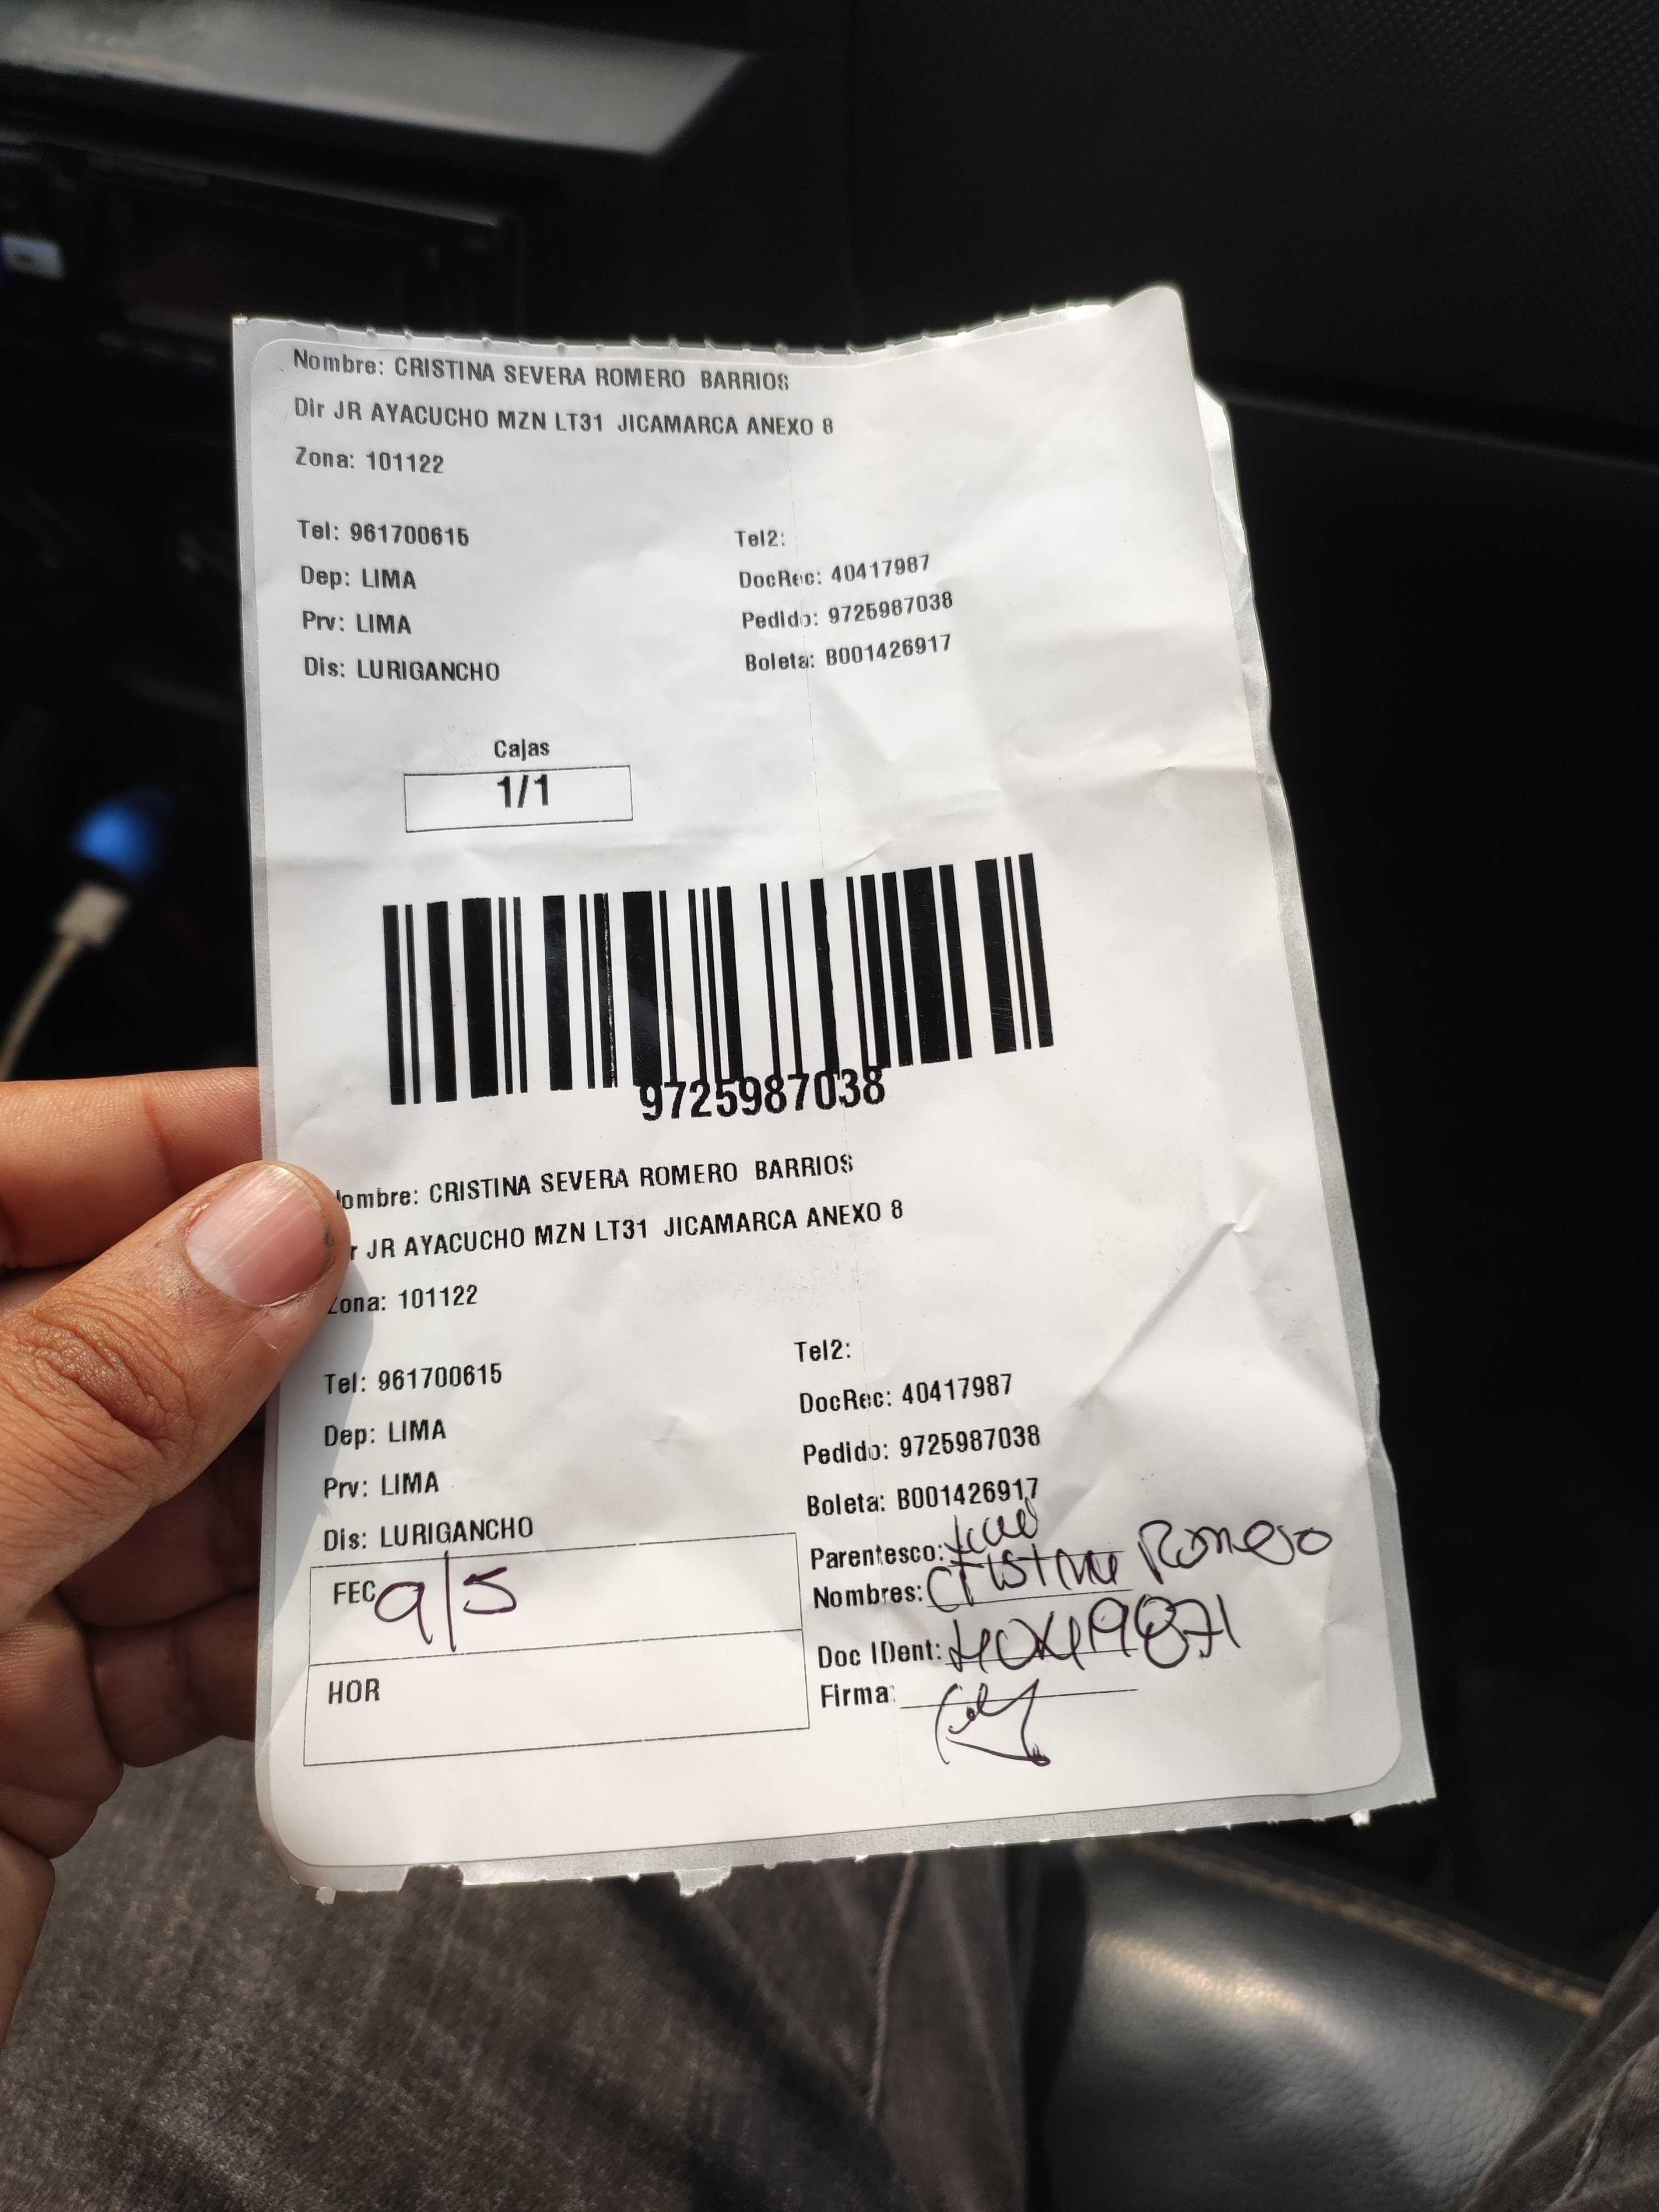 Nombre: CRISTINA SEVERA ROMERO BARRIOS
Dir JR AYACUCHO MZN LT31 JICAMARCA ANEXO 8
Zona: 101122
Tel: 961700615 Tel2:
Dep: LIMA DocRec: 40417987
Prv: LIMA Pedido: 9725987038
Dis: LURIGANCHO Boleta: B001426917
Cajas
1/1
9725987038
ombre: CRISTINA SEVERA ROMERO BARRIOS
r JR AYACUCHO MZN LT31 JICAMARCA ANEXO 8
Zona: 101122
Tel: 961700615 Tel2:
Dep: LIMA DocRec: 40417987
Prv: LIMA Pedido: 9725987038
Dis: LURIGANCHO Boleta: B001426917
Parentesco:
FEC 9/5 Nombres: Cristina Romero
Doc IDent:
HOR Firma: